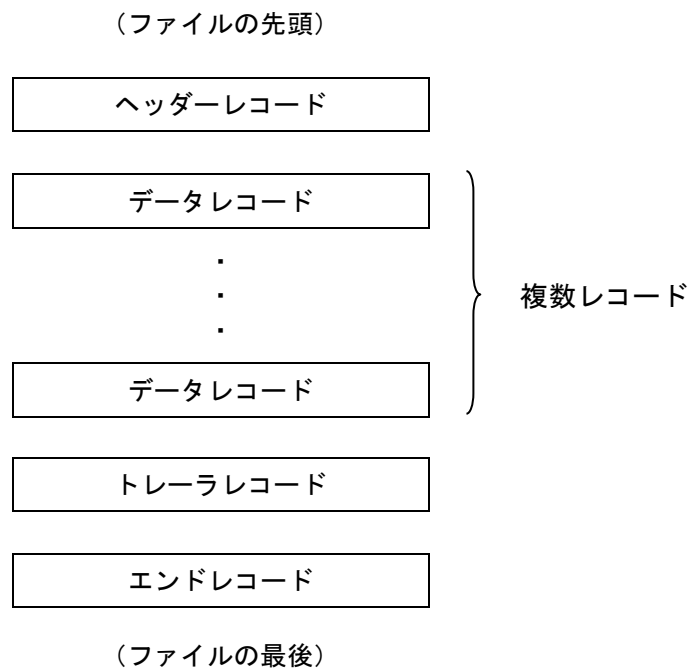 （ファイルの先頭）
ヘッダーレコード
データレコード
・
・
・
複数レコード
データレコード
トレーラレコード
エンドレコード
（ファイルの最後）